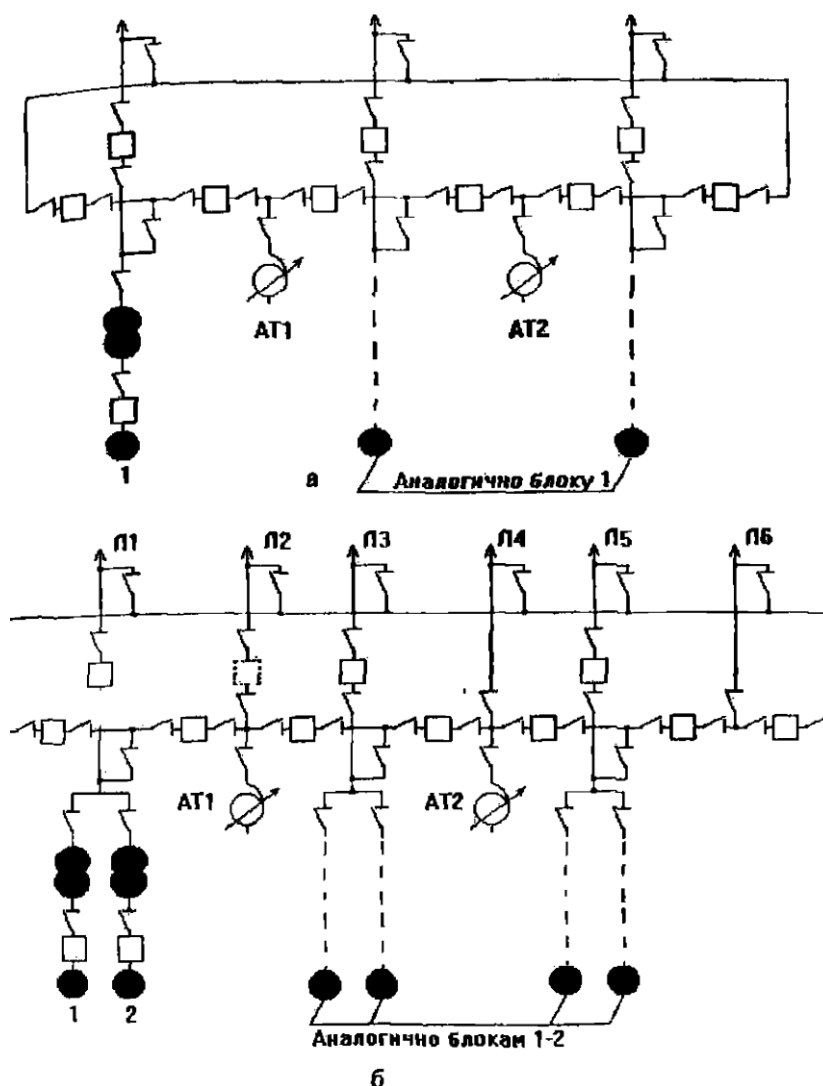 АТ1
АТ2
1
а
Аналогично блоку 1
Л1
Л2
Л3
Л4
Л5
Л6
АТ1
АТ2
1
2
Аналогично блокам 1-2
б